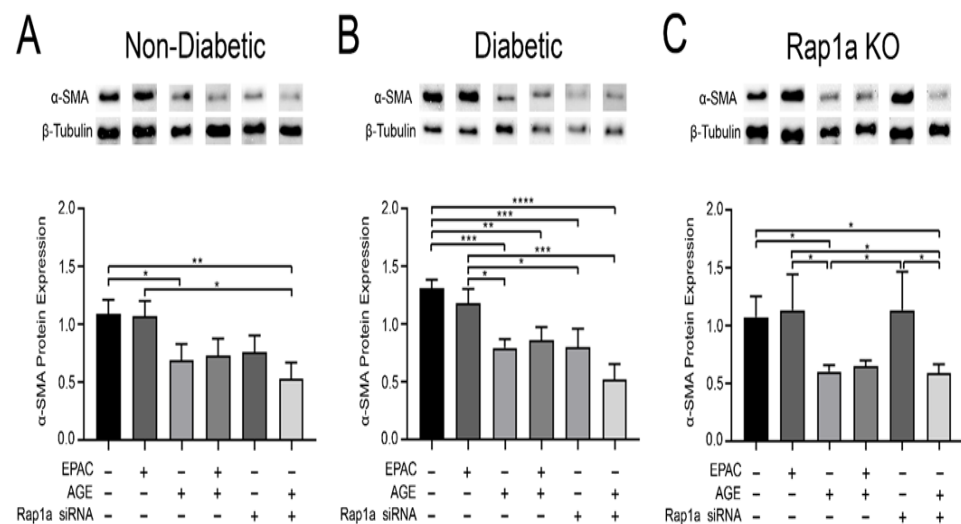 A Non-Diabetic
α-SMA
β-Tubulin
α-SMA Protein Expression
2.0
1.5
1.0
0.5
0.0
**
*
*
EPAC - + - + - -
AGE - - + + - +
Rap1a siRNA - - - - + +
B Diabetic
α-SMA
β-Tubulin
α-SMA Protein Expression
2.0
1.5
1.0
0.5
0.0
****
***
**
***
***
*
*
EPAC - + - + - -
AGE - - + + - +
Rap1a siRNA - - - - + +
C Rap1a KO
α-SMA
β-Tubulin
α-SMA Protein Expression
2.0
1.5
1.0
0.5
0.0
*
*
*
* * *
EPAC - + - + - -
AGE - - + + - +
Rap1a siRNA - - - - + +